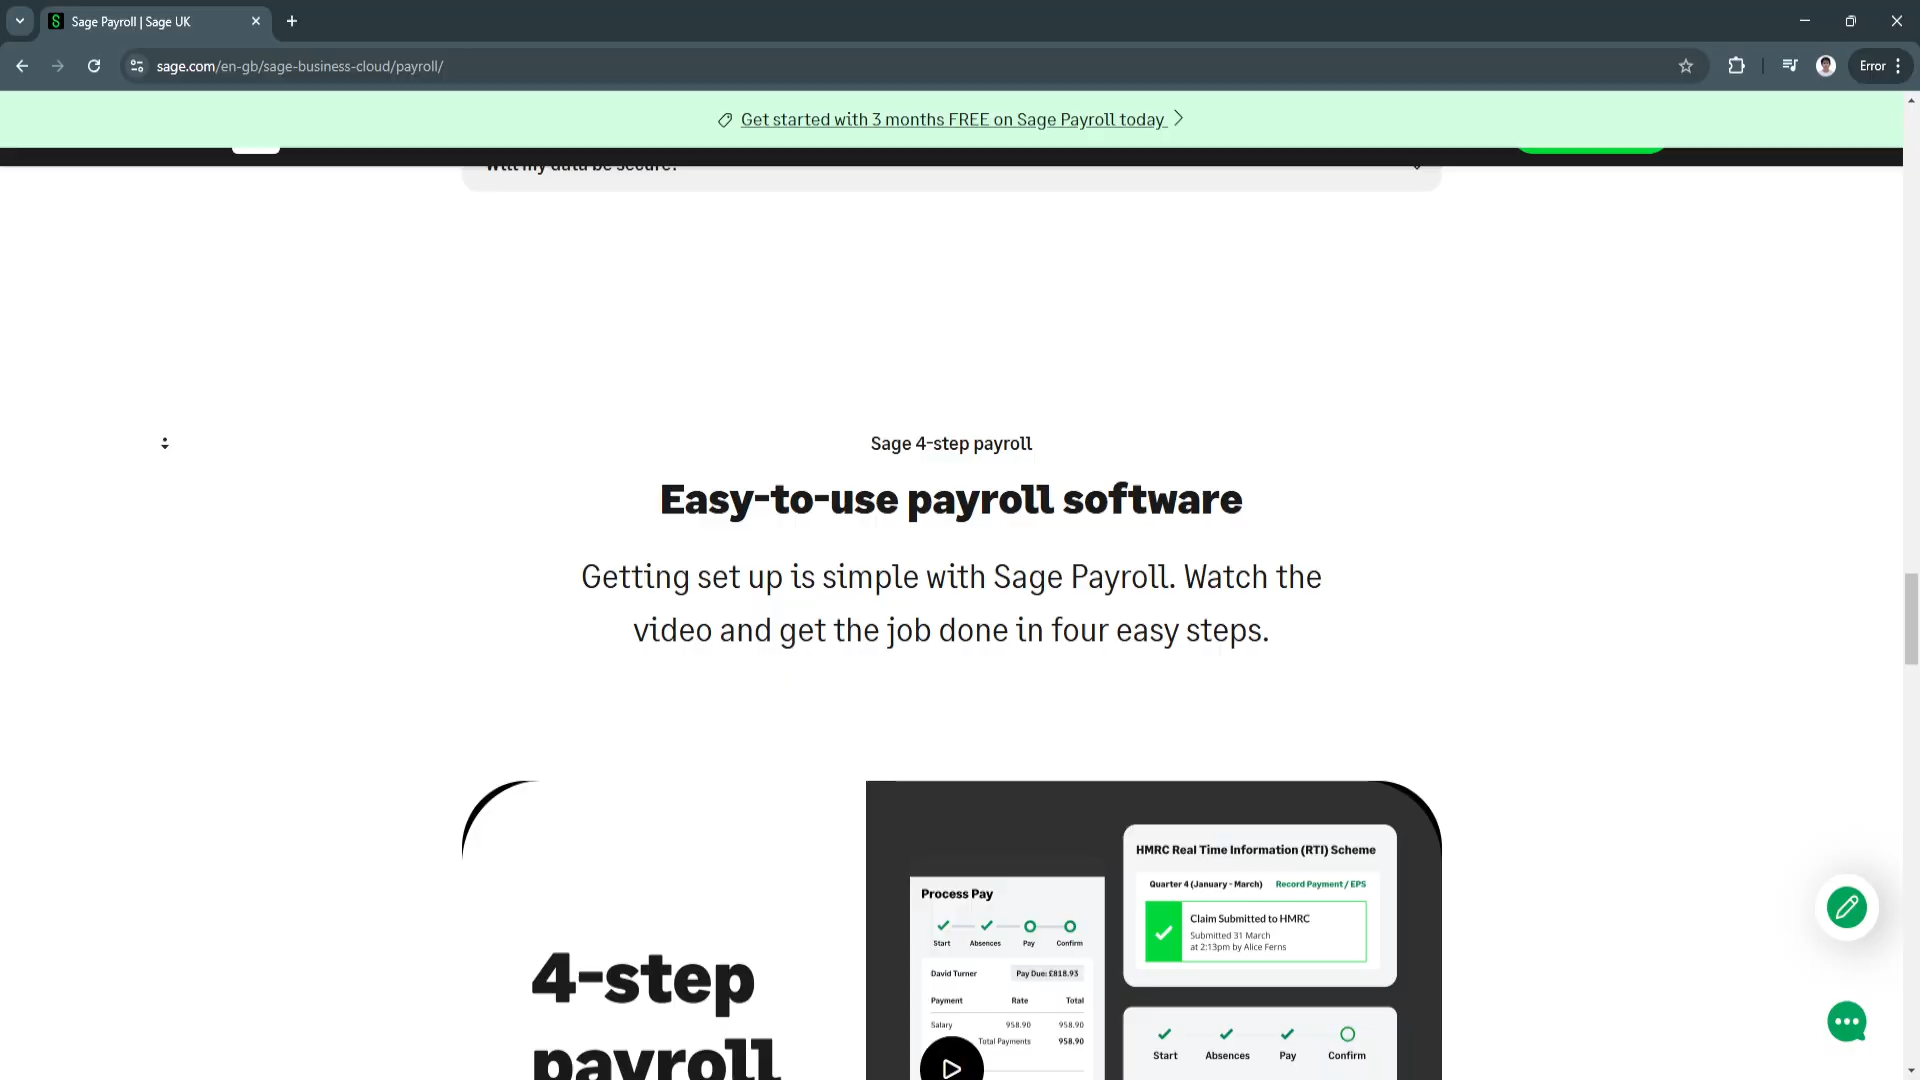 Sage Payroll | Sage UK
sage.com/en-gb/sage-business-cloud/payroll/
Error
Get started with 3 months FREE on Sage Payroll today
Will my data be secure?
Sage 4-step payroll
Easy-to-use payroll software
Getting set up is simple with Sage Payroll. Watch the
video and get the job done in four easy steps.
4-step
payroll
Process Pay
Start Absences Pay Confirm
David Turner Pay Due: £818.93
Payment Rate Total
Salary 958.90 958.90
Total Payments 958.90
HMRC Real Time Information (RTI) Scheme
Quarter 4 (January - March) Record Payment / EPS
Claim Submitted to HMRC
Submitted 31 March
at 2:13pm by Alice Ferns
Start Absences Pay Confirm